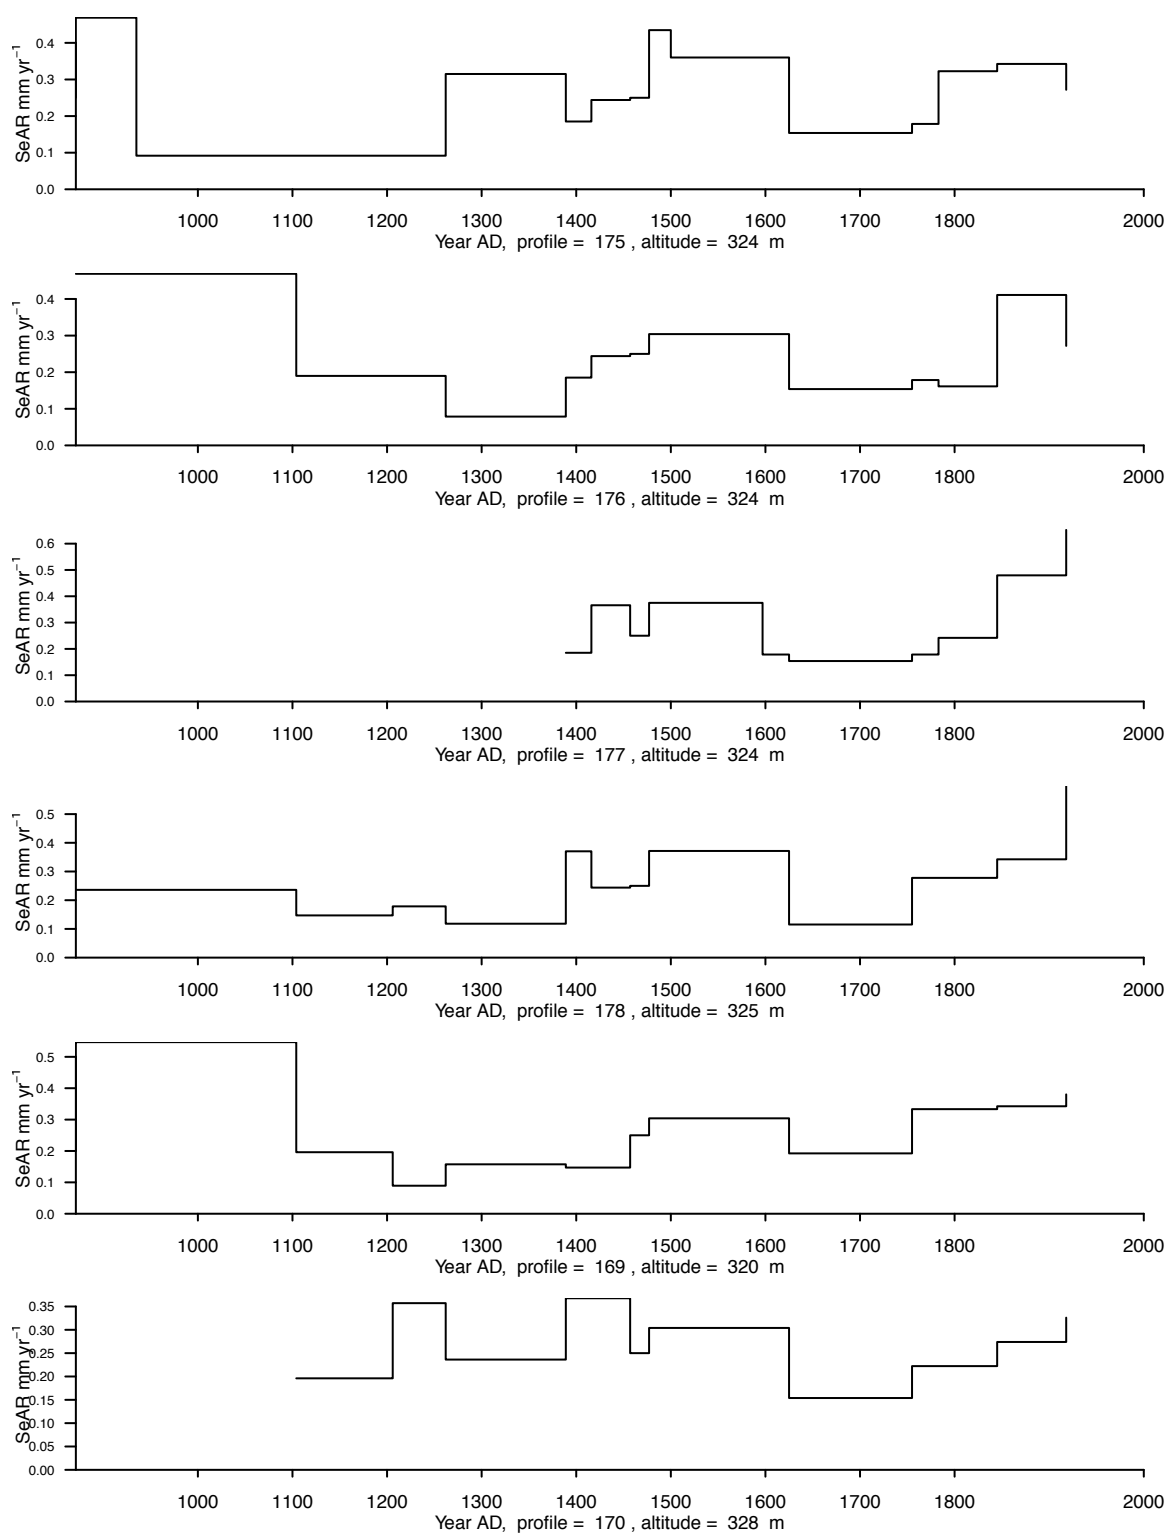 SeAR mm yr⁻¹
0.4
0.3
0.2
0.1
0.0
1000 1100 1200 1300 1400 1500 1600 1700 1800 2000
Year AD, profile = 175 , altitude = 324 m
SeAR mm yr⁻¹
0.4
0.3
0.2
0.1
0.0
1000 1100 1200 1300 1400 1500 1600 1700 1800 2000
Year AD, profile = 176 , altitude = 324 m
SeAR mm yr⁻¹
0.6
0.5
0.4
0.3
0.2
0.1
0.0
1000 1100 1200 1300 1400 1500 1600 1700 1800 2000
Year AD, profile = 177 , altitude = 324 m
SeAR mm yr⁻¹
0.5
0.4
0.3
0.2
0.1
0.0
1000 1100 1200 1300 1400 1500 1600 1700 1800 2000
Year AD, profile = 178 , altitude = 325 m
SeAR mm yr⁻¹
0.5
0.4
0.3
0.2
0.1
0.0
1000 1100 1200 1300 1400 1500 1600 1700 1800 2000
Year AD, profile = 169 , altitude = 320 m
SeAR mm yr⁻¹
0.35
0.30
0.25
0.20
0.15
0.10
0.05
0.00
1000 1100 1200 1300 1400 1500 1600 1700 1800 2000
Year AD, profile = 170 , altitude = 328 m